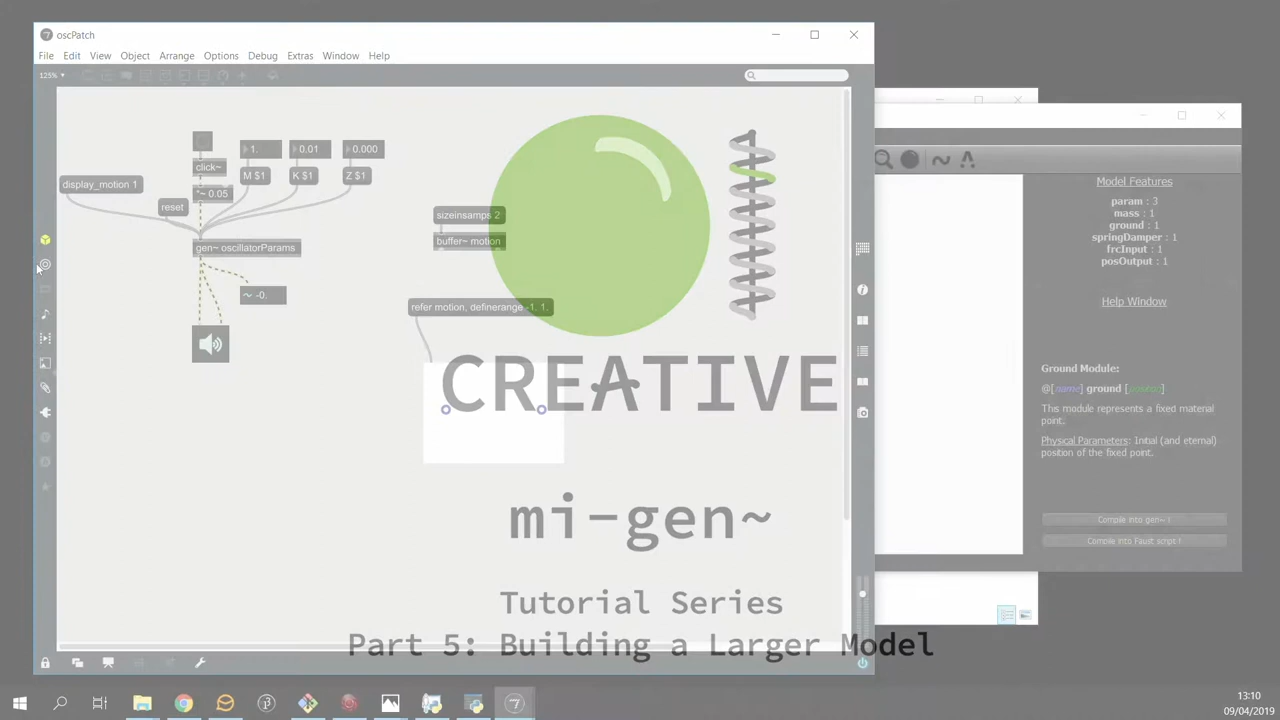 oscPatch
File Edit View Object Arrange Options Debug Extras Window Help
125%
1. 0.01 0.000
click~
M $1 K $1 Z $1
display_motion 1
*~ 0.05
reset
sizeinsamps 2
gen~ oscillatorParams
buffer~ motion
~ -0.
refer motion, definerange -1. 1.
CREATIVE
mi-gen~
Tutorial Series
Part 5: Building a Larger Model
Model Features
param : 3
mass : 1
ground : 1
springDamper : 1
frcInput : 1
posOutput : 1
Help Window
Ground Module:
@[name] ground [position]
This module represents a fixed material
point.
Physical Parameters: Initial (and eternal)
position of the fixed point.
Compile into gen~ !
Compile into Faust script !
13:10
09/04/2019